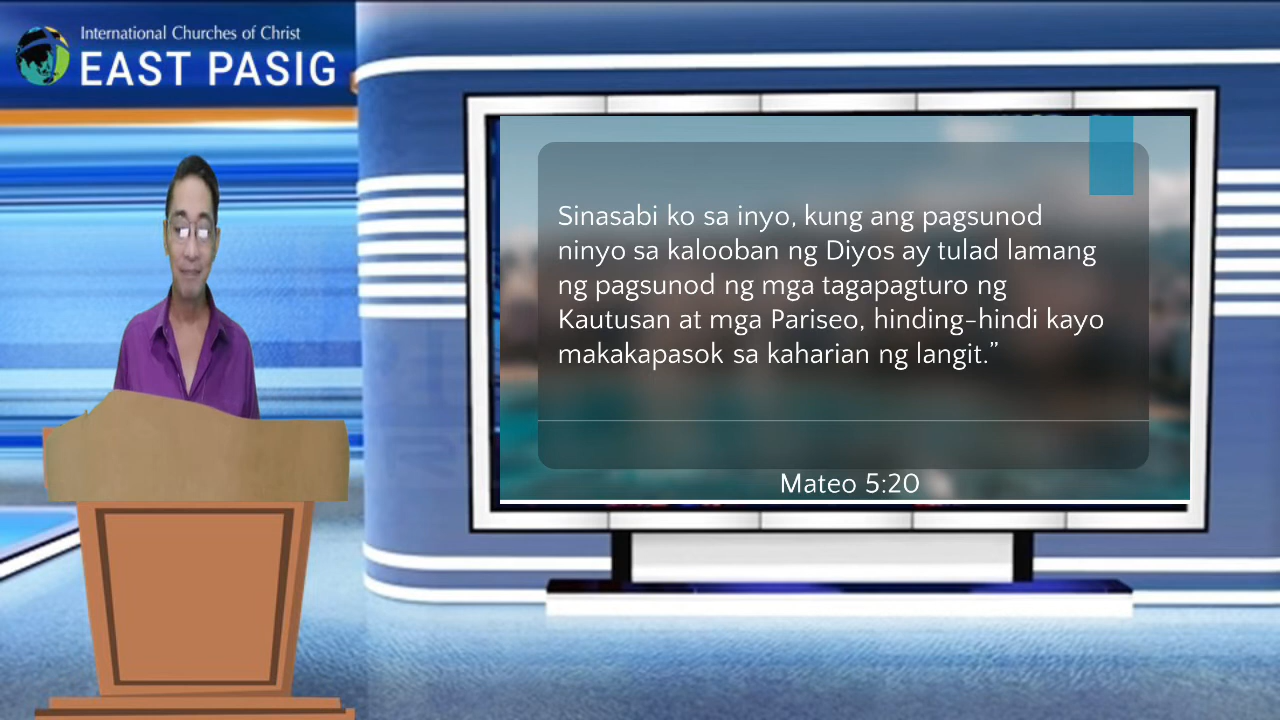 International Churches of Christ
EAST PASIG
Sinasabi ko sa inyo, kung ang pagsunod
ninyo sa kalooban ng Diyos ay tulad lamang
ng pagsunod ng mga tagapagturo ng
Kautusan at mga Pariseo, hinding-hindi kayo
makakapasok sa kaharian ng langit.”
Mateo 5:20